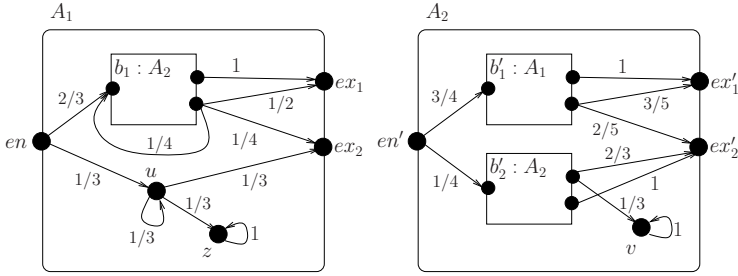 A₁
A₂
b₁ : A₂
1
ex₁
2/3
1/2
1/4
1/4
en
ex₂
u
1/3
1/3
1/3
1/3
z
1
b′₁ : A₁
1
ex′₁
3/4
3/5
2/5
en′
ex′₂
b′₂ : A₂
2/3
1/4
1
1/3
v
1